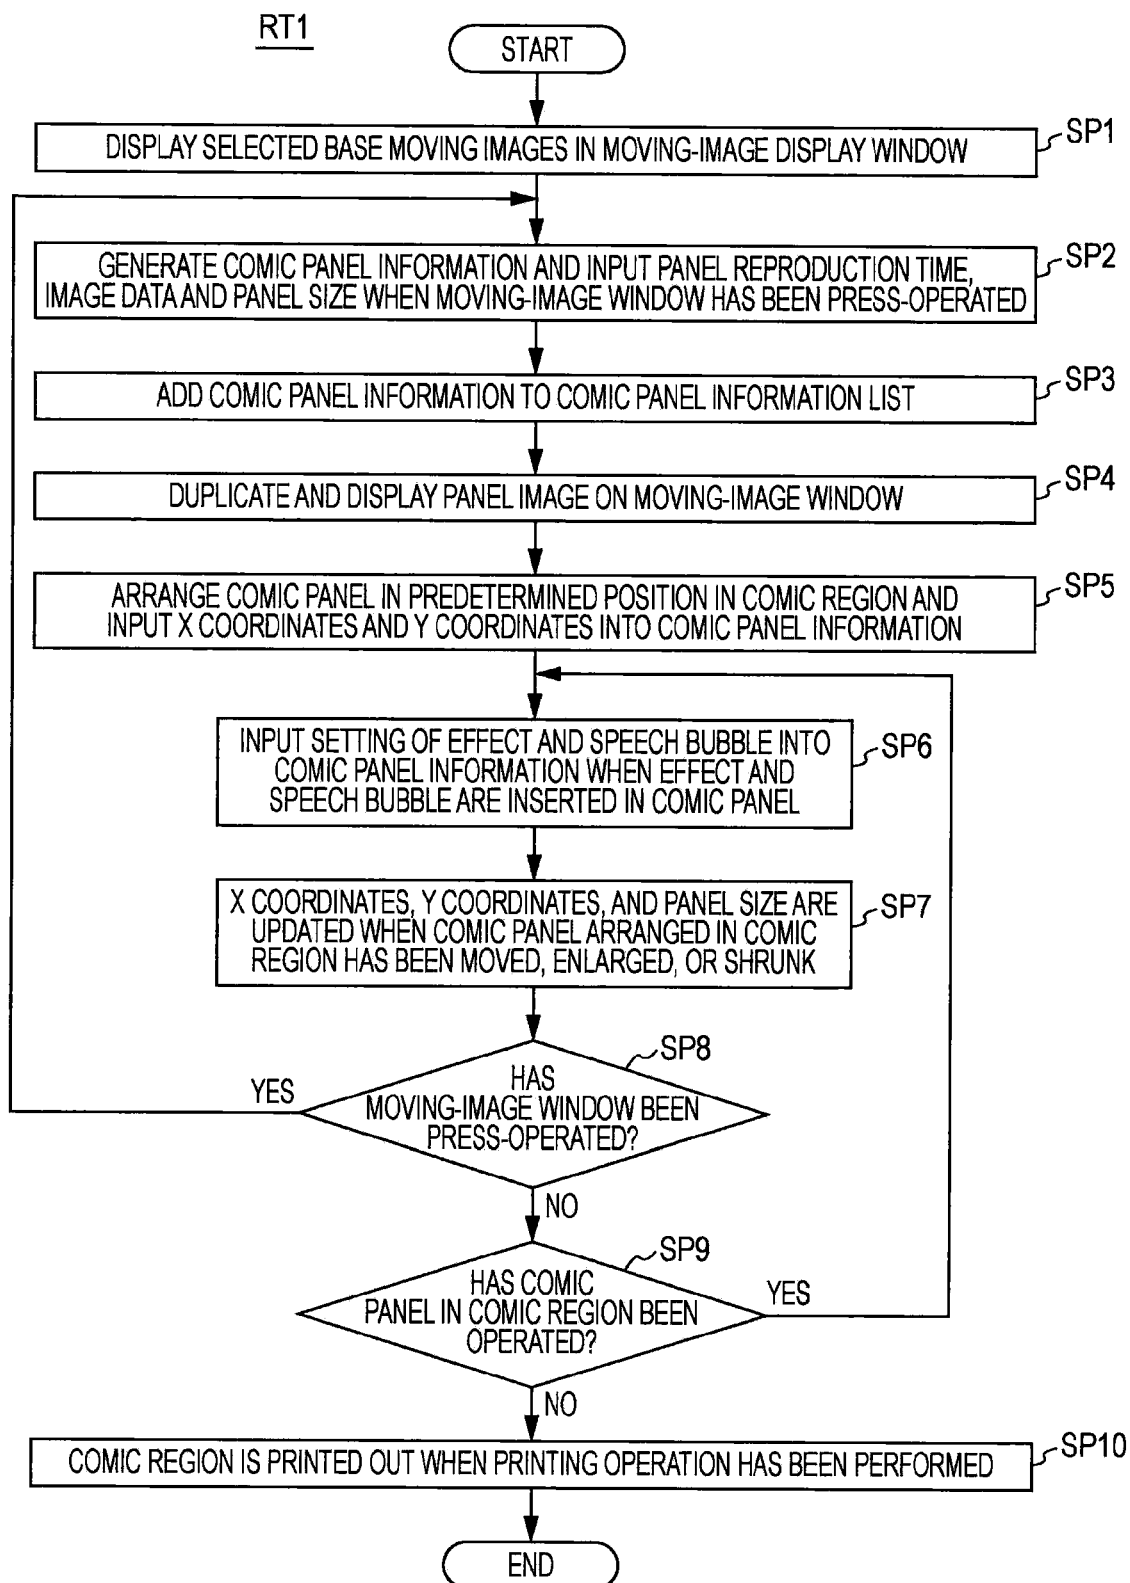 RT1
START
DISPLAY SELECTED BASE MOVING IMAGES IN MOVING-IMAGE DISPLAY WINDOW
SP1
GENERATE COMIC PANEL INFORMATION AND INPUT PANEL REPRODUCTION TIME,
IMAGE DATA AND PANEL SIZE WHEN MOVING-IMAGE WINDOW HAS BEEN PRESS-OPERATED
SP2
ADD COMIC PANEL INFORMATION TO COMIC PANEL INFORMATION LIST
SP3
DUPLICATE AND DISPLAY PANEL IMAGE ON MOVING-IMAGE WINDOW
SP4
ARRANGE COMIC PANEL IN PREDETERMINED POSITION IN COMIC REGION AND
INPUT X COORDINATES AND Y COORDINATES INTO COMIC PANEL INFORMATION
SP5
INPUT SETTING OF EFFECT AND SPEECH BUBBLE INTO
COMIC PANEL INFORMATION WHEN EFFECT AND
SPEECH BUBBLE ARE INSERTED IN COMIC PANEL
SP6
X COORDINATES, Y COORDINATES, AND PANEL SIZE ARE
UPDATED WHEN COMIC PANEL ARRANGED IN COMIC
REGION HAS BEEN MOVED, ENLARGED, OR SHRUNK
SP7
SP8
YES
HAS
MOVING-IMAGE WINDOW BEEN
PRESS-OPERATED?
NO
SP9
HAS COMIC
PANEL IN COMIC REGION BEEN
OPERATED?
YES
NO
COMIC REGION IS PRINTED OUT WHEN PRINTING OPERATION HAS BEEN PERFORMED
SP10
END